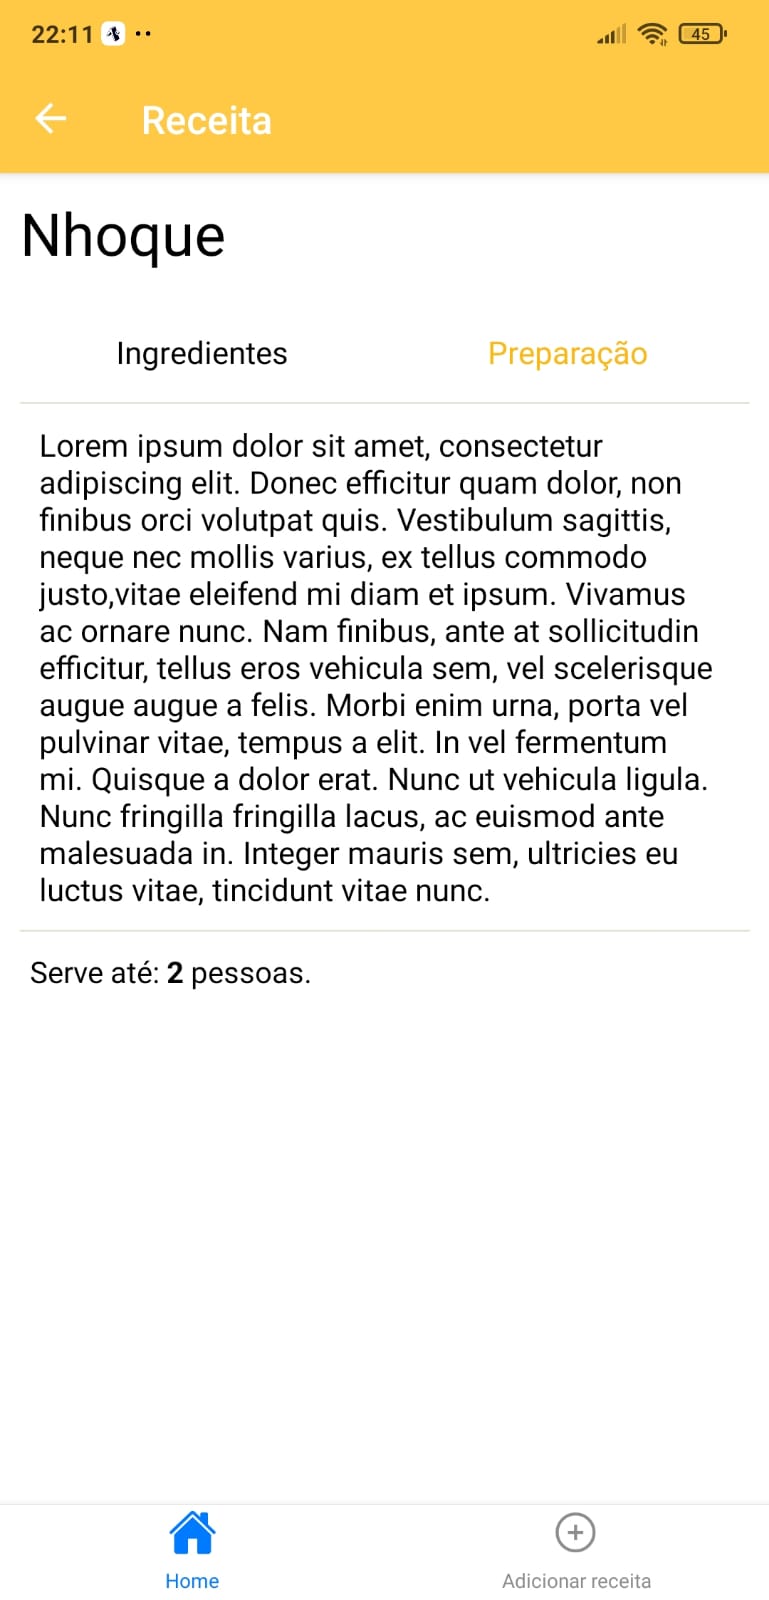 22:11
45
Receita
Nhoque
Ingredientes Preparação
Lorem ipsum dolor sit amet, consectetur
adipiscing elit. Donec efficitur quam dolor, non
finibus orci volutpat quis. Vestibulum sagittis,
neque nec mollis varius, ex tellus commodo
justo,vitae eleifend mi diam et ipsum. Vivamus
ac ornare nunc. Nam finibus, ante at sollicitudin
efficitur, tellus eros vehicula sem, vel scelerisque
augue augue a felis. Morbi enim urna, porta vel
pulvinar vitae, tempus a elit. In vel fermentum
mi. Quisque a dolor erat. Nunc ut vehicula ligula.
Nunc fringilla fringilla lacus, ac euismod ante
malesuada in. Integer mauris sem, ultricies eu
luctus vitae, tincidunt vitae nunc.
Serve até: 2 pessoas.
Home Adicionar receita